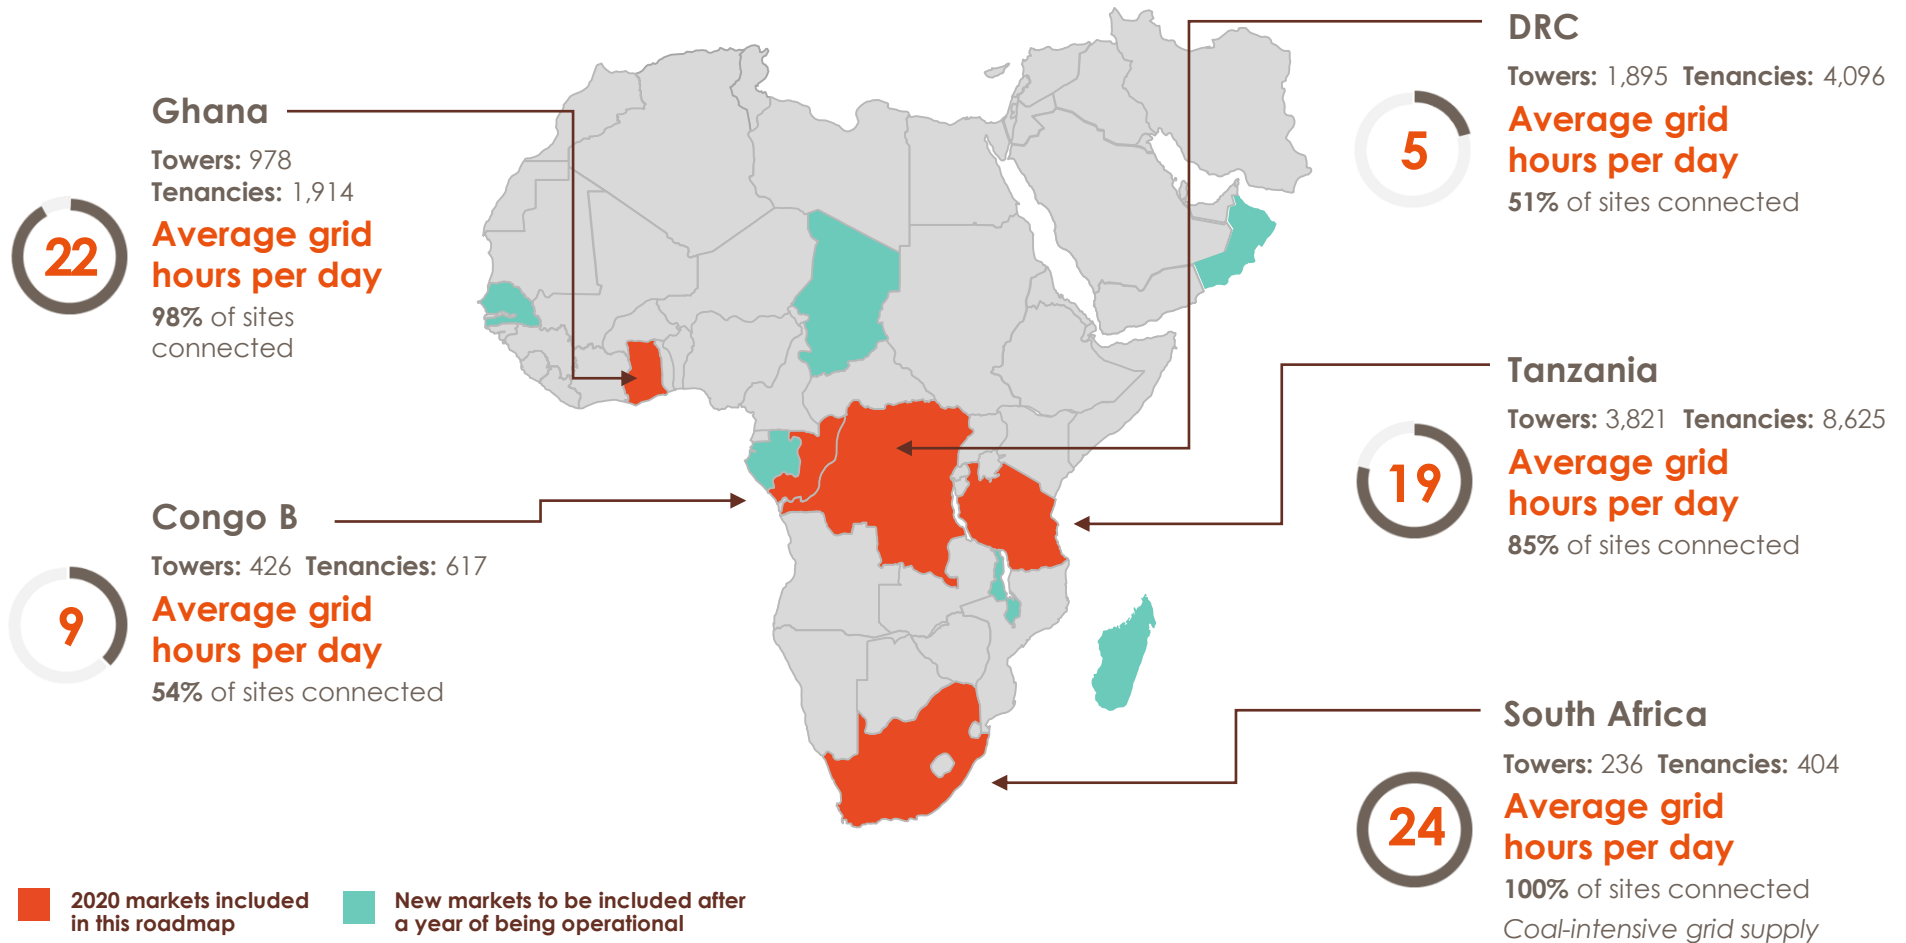 Ghana
Towers: 978
Tenancies: 1,914
22
Average grid
hours per day
98% of sites
connected
Congo B
Towers: 426 Tenancies: 617
9
Average grid
hours per day
54% of sites connected
DRC
Towers: 1,895 Tenancies: 4,096
5
Average grid
hours per day
51% of sites connected
Tanzania
Towers: 3,821 Tenancies: 8,625
19
Average grid
hours per day
85% of sites connected
South Africa
Towers: 236 Tenancies: 404
24
Average grid
hours per day
100% of sites connected
Coal-intensive grid supply
2020 markets included
in this roadmap
New markets to be included after
a year of being operational